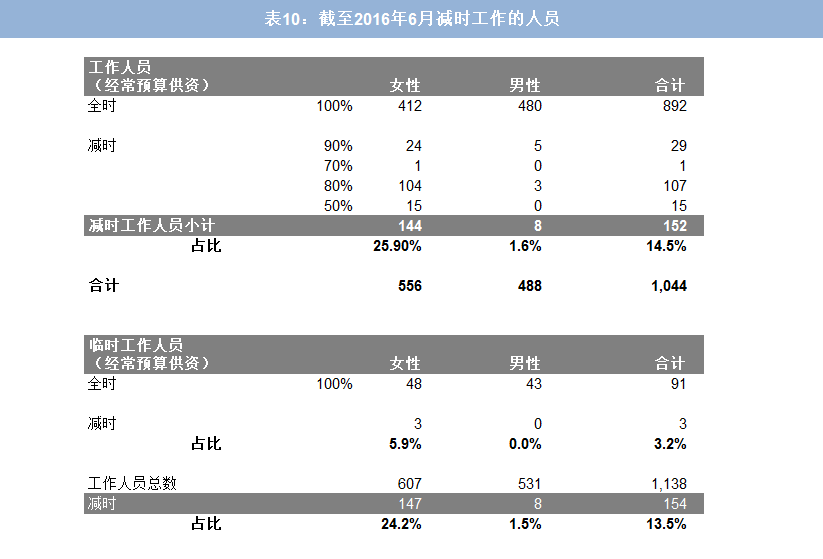 表10：截至2016年6月减时工作的人员
工作人员
（经常预算供资） 女性 男性 合计
全时 100% 412 480 892
减时 90% 24 5 29
70% 1 0 1
80% 104 3 107
50% 15 0 15
减时工作人员小计 144 8 152
占比 25.90% 1.6% 14.5%
合计 556 488 1,044
临时工作人员
（经常预算供资） 女性 男性 合计
全时 100% 48 43 91
减时 3 0 3
占比 5.9% 0.0% 3.2%
工作人员总数 607 531 1,138
减时 147 8 154
占比 24.2% 1.5% 13.5%